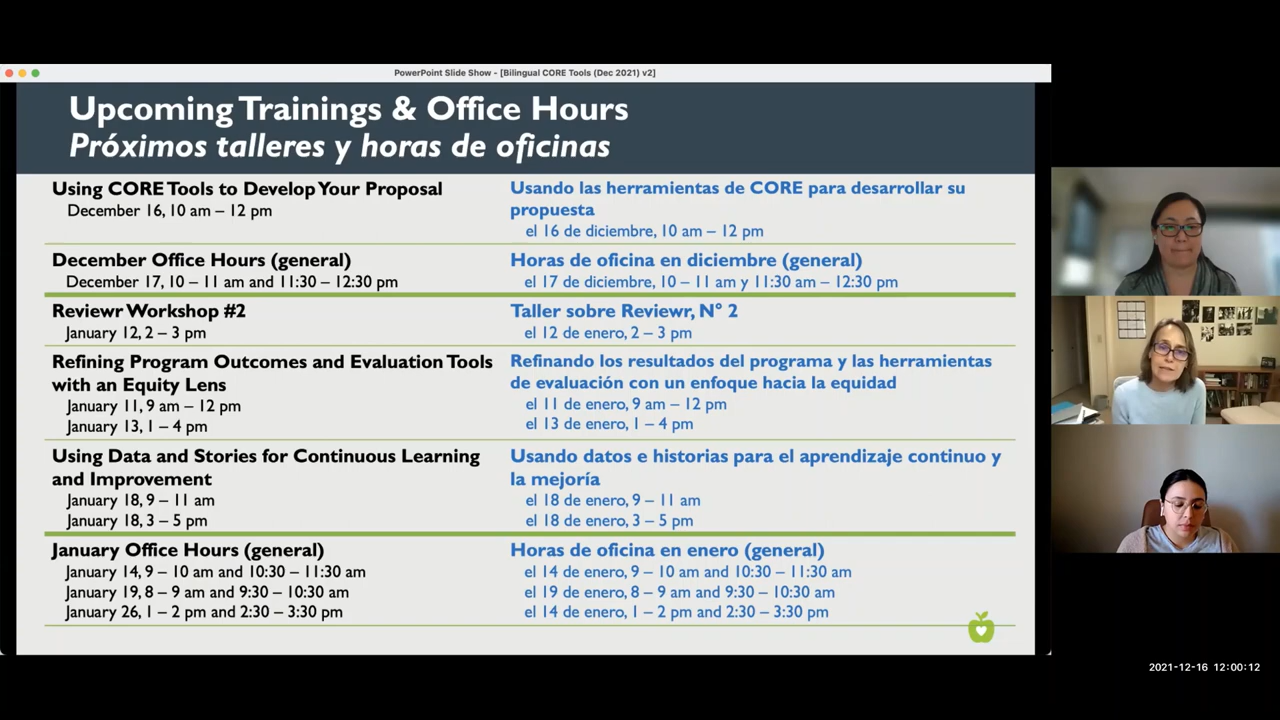 PowerPoint Slide Show - [Bilingual CORE Tools (Dec 2021) v2]
Upcoming Trainings & Office Hours
Próximos talleres y horas de oficinas
Using CORE Tools to Develop Your Proposal
December 16, 10 am – 12 pm
Usando las herramientas de CORE para desarrollar su
propuesta
el 16 de diciembre, 10 am – 12 pm
December Office Hours (general)
December 17, 10 – 11 am and 11:30 – 12:30 pm
Horas de oficina en diciembre (general)
el 17 de diciembre, 10 – 11 am y 11:30 am – 12:30 pm
Reviewr Workshop #2
January 12, 2 – 3 pm
Taller sobre Reviewr, N° 2
el 12 de enero, 2 – 3 pm
Refining Program Outcomes and Evaluation Tools
with an Equity Lens
January 11, 9 am – 12 pm
January 13, 1 – 4 pm
Refinando los resultados del programa y las herramientas
de evaluación con un enfoque hacia la equidad
el 11 de enero, 9 am – 12 pm
el 13 de enero, 1 – 4 pm
Using Data and Stories for Continuous Learning
and Improvement
January 18, 9 – 11 am
January 18, 3 – 5 pm
Usando datos e historias para el aprendizaje continuo y
la mejoría
el 18 de enero, 9 – 11 am
el 18 de enero, 3 – 5 pm
January Office Hours (general)
January 14, 9 – 10 am and 10:30 – 11:30 am
January 19, 8 – 9 am and 9:30 – 10:30 am
January 26, 1 – 2 pm and 2:30 – 3:30 pm
Horas de oficina en enero (general)
el 14 de enero, 9 – 10 am and 10:30 – 11:30 am
el 19 de enero, 8 – 9 am and 9:30 – 10:30 am
el 14 de enero, 1 – 2 pm and 2:30 – 3:30 pm
2021-12-16 12:00:12